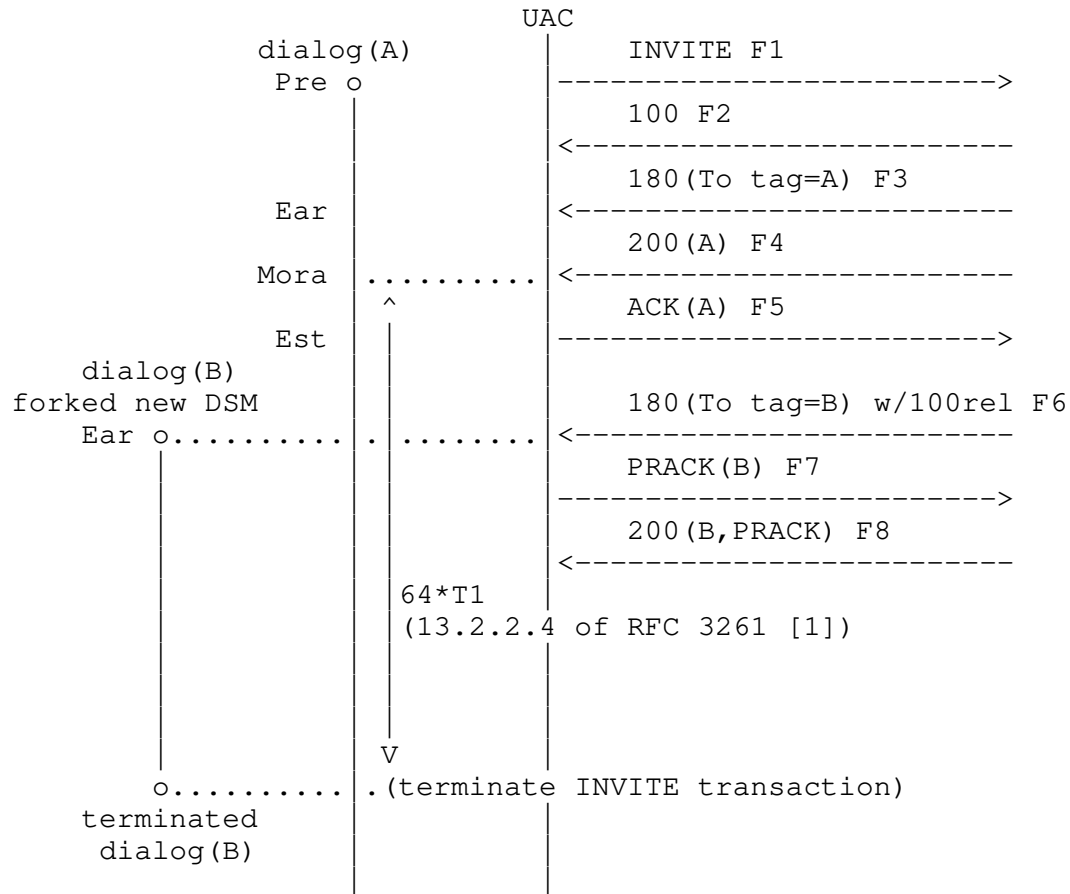 UAC
dialog(A) INVITE F1
Pre o |------------------------->
100 F2
<-------------------------
180(To tag=A) F3
Ear <-------------------------
200(A) F4
Mora |..........|<-------------------------
^ ACK(A) F5
Est |------------------------->
dialog(B)
forked new DSM 180(To tag=B) w/100rel F6
Ear o..........|.........|<-------------------------
PRACK(B) F7
|------------------------->
200(B,PRACK) F8
<-------------------------
64*T1
(13.2.2.4 of RFC 3261 [1])
V
o..........|.(terminate INVITE transaction)
terminated
dialog(B)